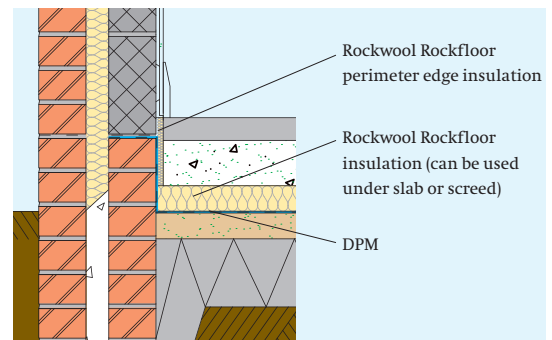 Rockwool Rockfloor
perimeter edge insulation
Rockwool Rockfloor
insulation (can be used
under slab or screed)
DPM